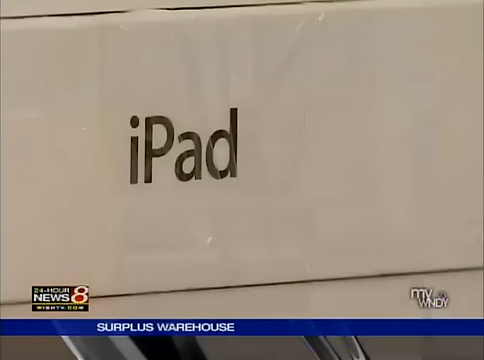 iPad
24-HOUR
NEWS 8
WISHTV.COM
my
WNDY
SURPLUS WAREHOUSE